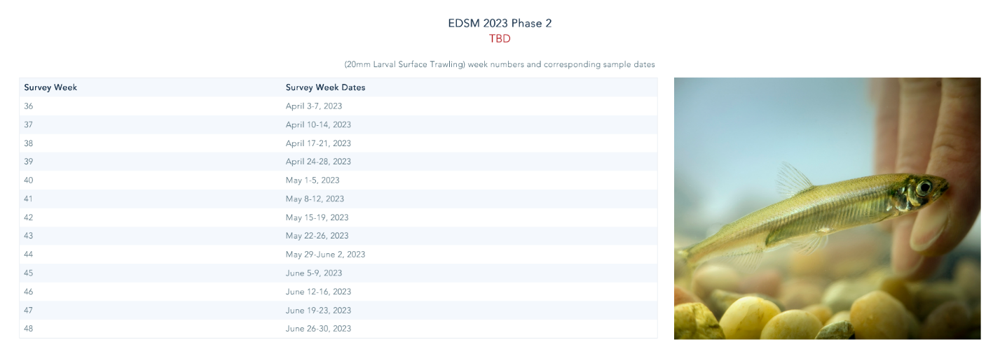 EDSM 2023 Phase 2
TBD
(20mm Larval Surface Trawling) week numbers and corresponding sample dates
Survey Week Survey Week Dates
36 April 3-7, 2023
37 April 10-14, 2023
38 April 17-21, 2023
39 April 24-28, 2023
40 May 1-5, 2023
41 May 8-12, 2023
42 May 15-19, 2023
43 May 22-26, 2023
44 May 29-June 2, 2023
45 June 5-9, 2023
46 June 12-16, 2023
47 June 19-23, 2023
48 June 26-30, 2023